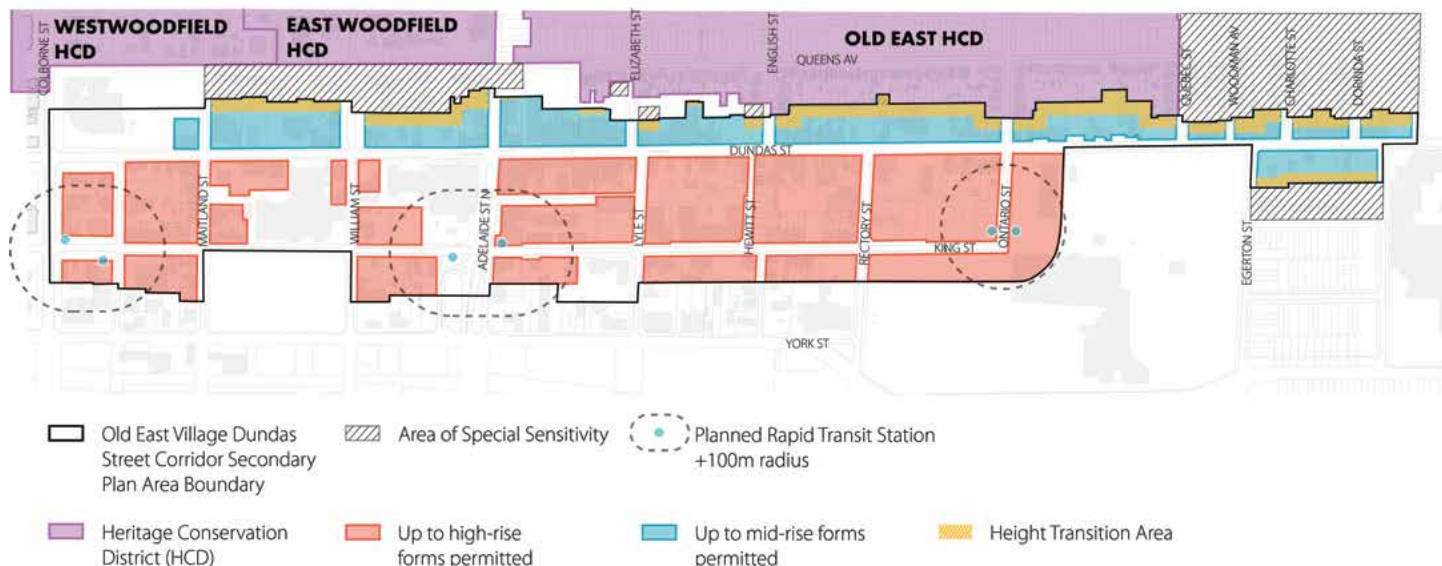 WESTWOODFIELD
HCD
EAST WOODFIELD
HCD
OLD EAST HCD
COLBORNE ST
ELIZABETH ST
ENGLISH ST
QUEENS AV
QUEBEC ST
WOODMAN AV
CHARLOTTE ST
DORINDA ST
DUNDAS ST
MAITLAND ST
WILLIAM ST
ADELAIDE ST N
LYLE ST
HEWITT ST
RECTORY ST
KING ST
ONTARIO ST
EGERTON ST
YORK ST
Old East Village Dundas
Street Corridor Secondary
Plan Area Boundary
Area of Special Sensitivity
Planned Rapid Transit Station
+100m radius
Heritage Conservation
District (HCD)
Up to high-rise
forms permitted
Up to mid-rise forms
permitted
Height Transition Area